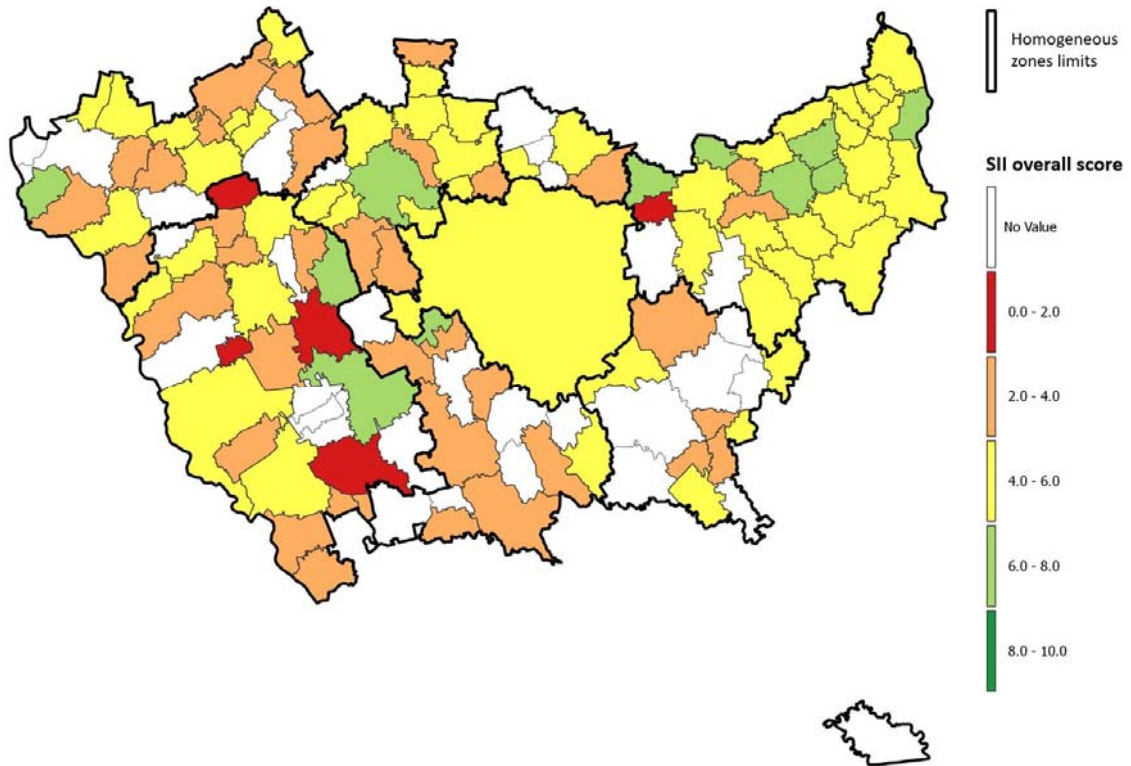 Homogeneous
zones limits
SII overall score
No Value
0.0 - 2.0
2.0 - 4.0
4.0 - 6.0
6.0 - 8.0
8.0 - 10.0